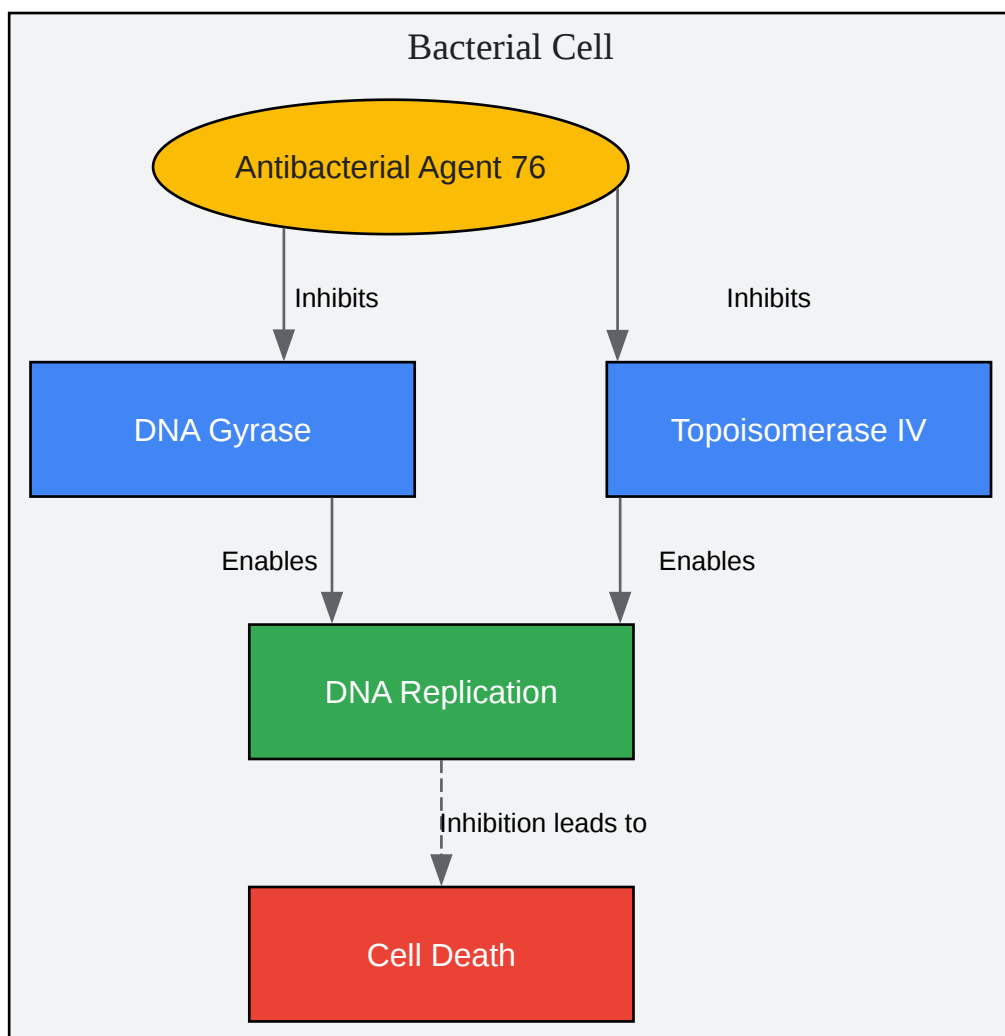 Bacterial Cell
Antibacterial Agent 76
Inhibits
Inhibits
DNA Gyrase
Topoisomerase IV
Enables
Enables
DNA Replication
Inhibition leads to
Cell Death